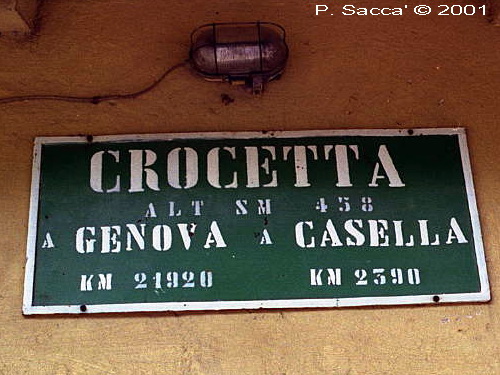 P. Sacca' © 2001
CROCETTA
ALT SM 458
A GENOVA A CASELLA
KM 21920 KM 2390